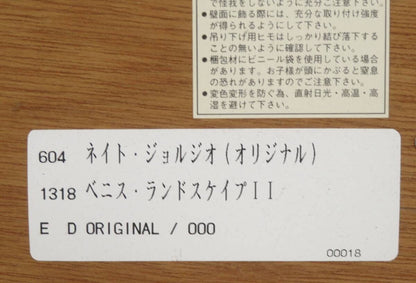 で怪我をしないように充分ご注意下さい。
●壁面に飾る際には、充分な取り付け強度
が得られるようにして下さい。
●吊り下げ用ヒモはしっかり結び落下する
ことの無いように確認して下さい。
●梱包材にビニール袋を使用している場合
があります。お子様が頭にかぶると窒息
の恐れがありますのでご注意下さい。
●変色変形を防ぐ為、直射日光・高温・高
湿を避けて下さい。
604 ネイト・ジョルジオ(オリジナル)
1318 ベニス・ランドスケイプII
E D ORIGINAL / 000
00018